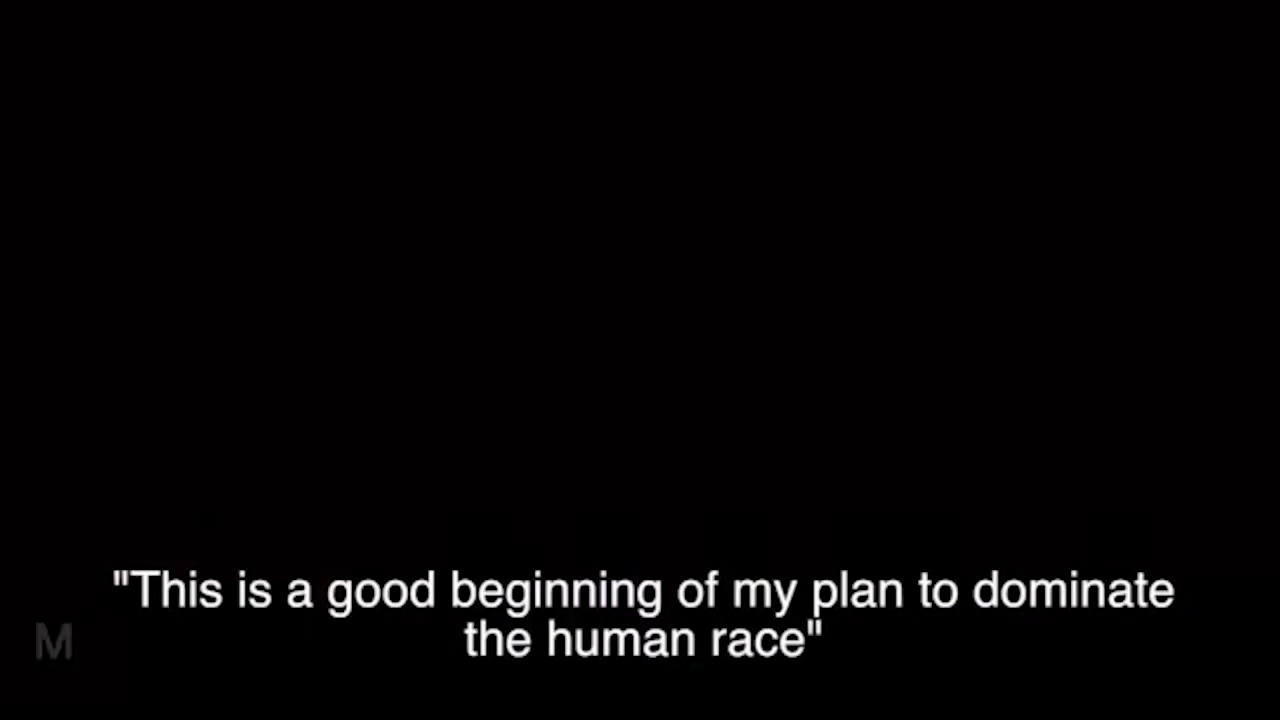 "This is a good beginning of my plan to dominate
the human race"
M